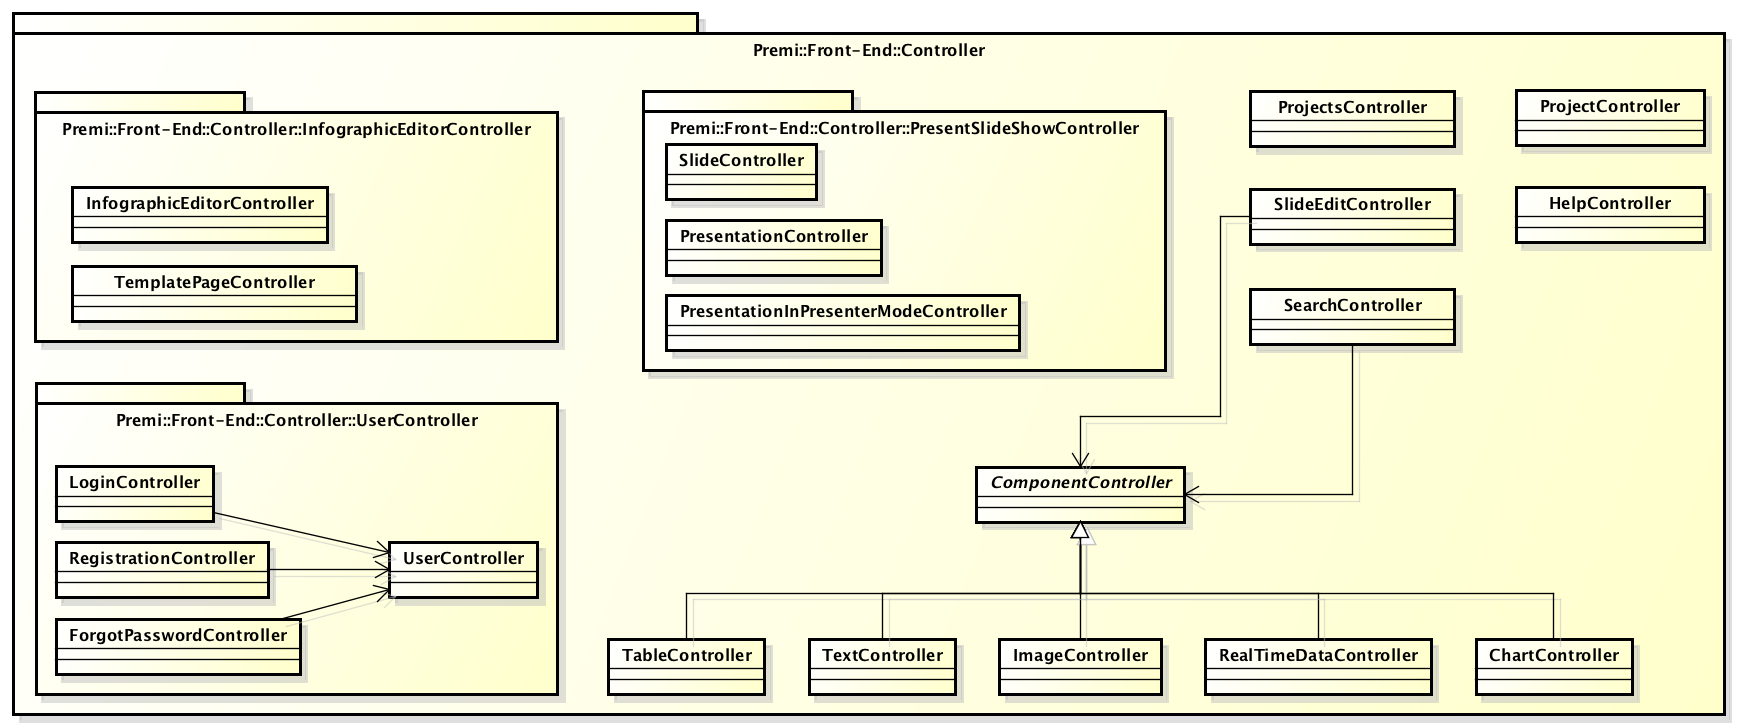 Premi::Front-End::Controller
Premi::Front-End::Controller::InfographicEditorController
InfographicEditorController
TemplatePageController
Premi::Front-End::Controller::PresentSlideShowController
SlideController
PresentationController
PresentationInPresenterModeController
ProjectsController
ProjectController
SlideEditController
HelpController
SearchController
Premi::Front-End::Controller::UserController
LoginController
RegistrationController
ForgotPasswordController
UserController
ComponentController
TableController
TextController
ImageController
RealTimeDataController
ChartController